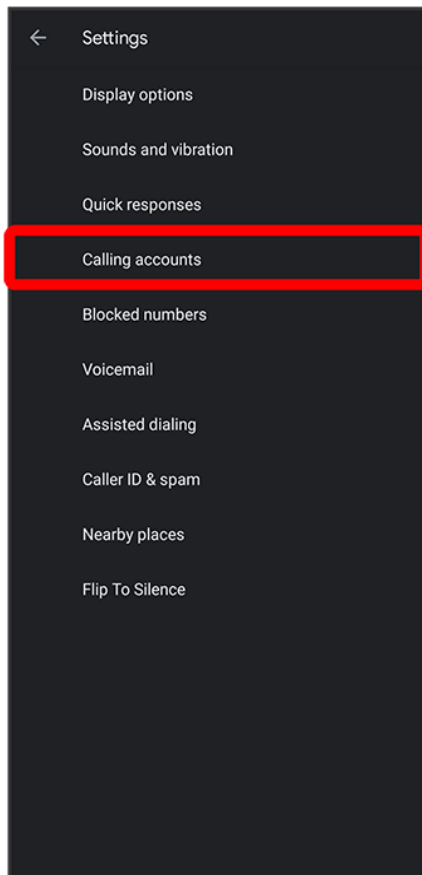 Settings
Display options
Sounds and vibration
Quick responses
Calling accounts
Blocked numbers
Voicemail
Assisted dialing
Caller ID & spam
Nearby places
Flip To Silence